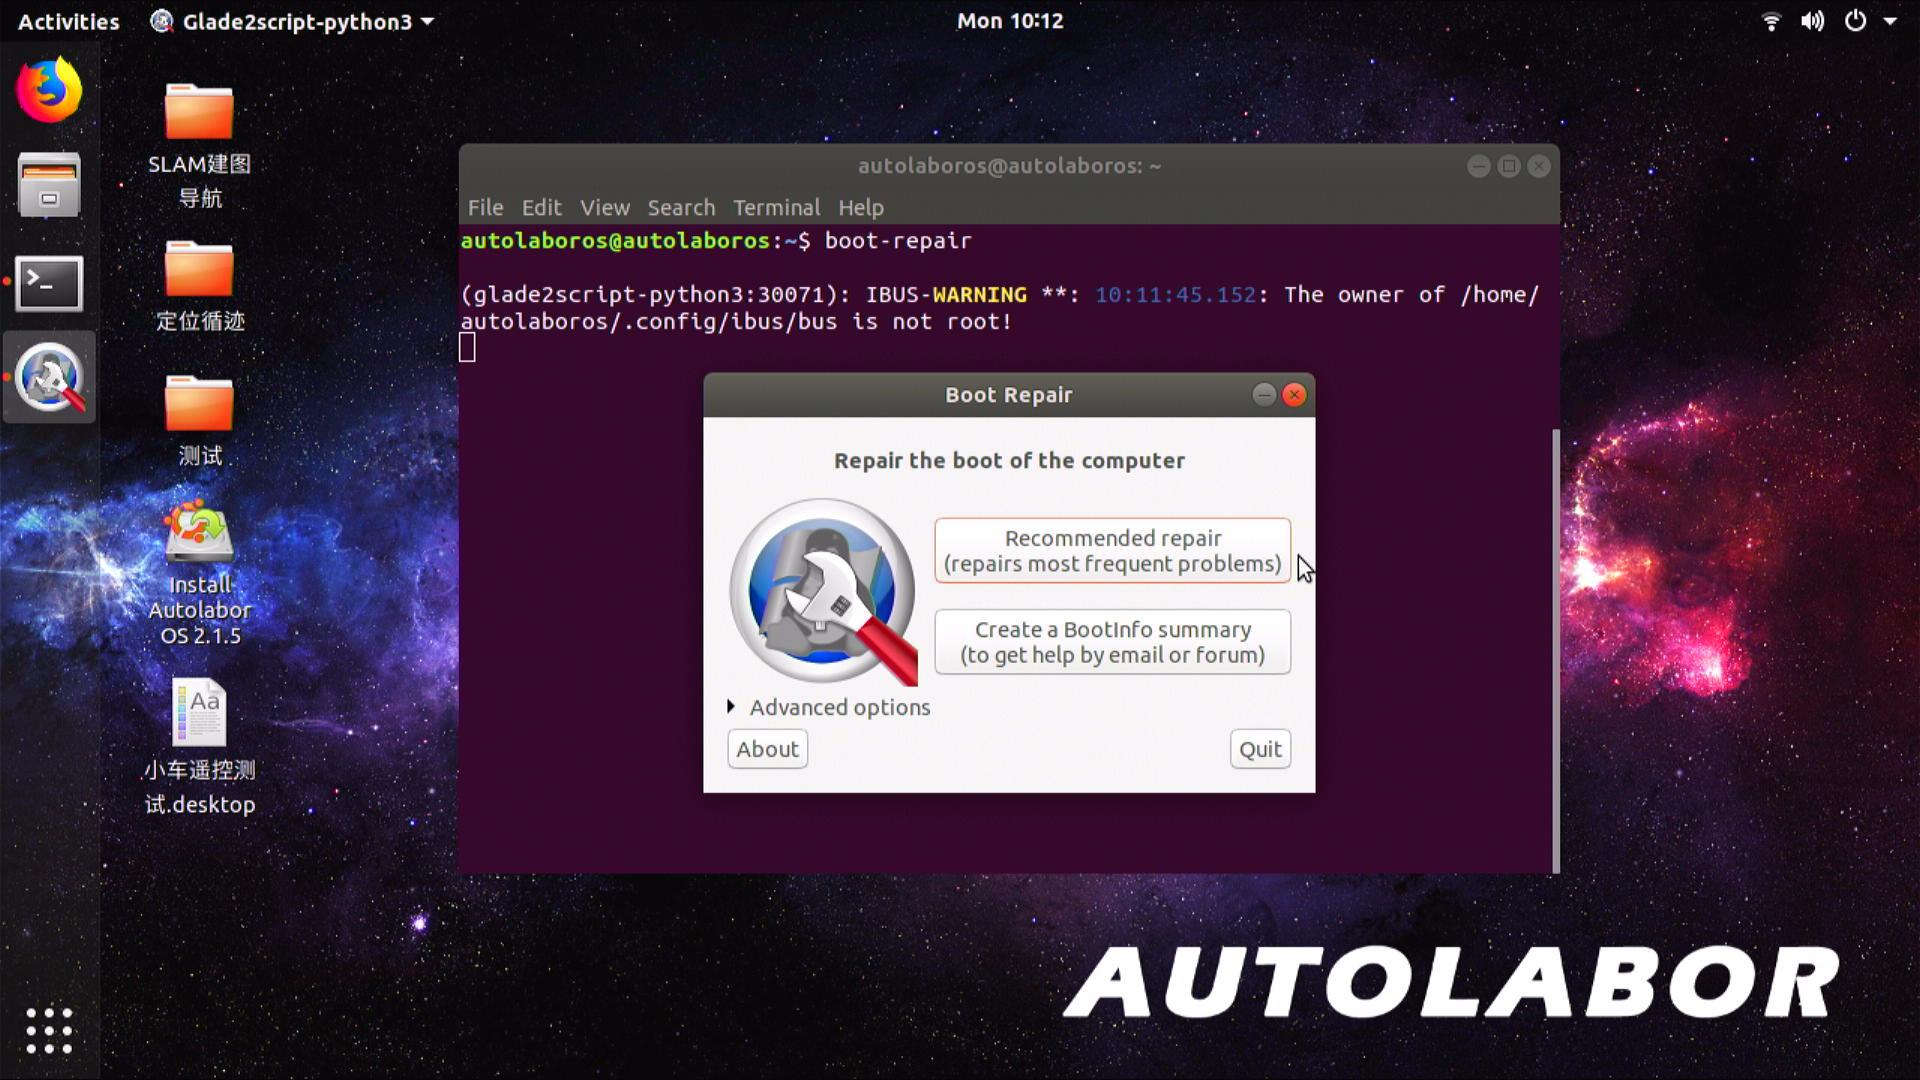 Activities
Glade2script-python3
Mon 10:12
SLAM建图
导航
定位循迹
测试
Install
Autolabor
OS 2.1.5
Aa
小车遥控测
试.desktop
autolaboros@autolaboros: ~
File Edit View Search Terminal Help
autolaboros@autolaboros:~$ boot-repair
(glade2script-python3:30071): IBUS-WARNING **: 10:11:45.152: The owner of /home/
autolaboros/.config/ibus/bus is not root!
Boot Repair
Repair the boot of the computer
Recommended repair
(repairs most frequent problems)
Create a BootInfo summary
(to get help by email or forum)
Advanced options
About
Quit
AUTOLABOR